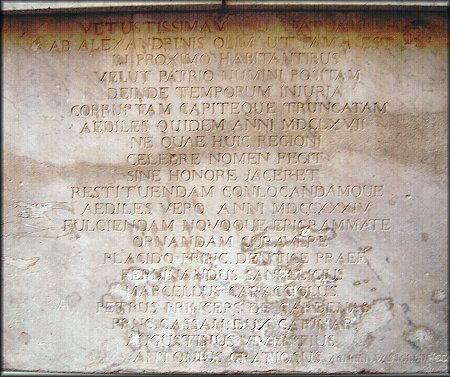 VETUSTISSIMAM
AB ALEXANDRINIS OLIM UT FAMA EST
IN PROXIMO HABITANTIBUS
VELUT PATRIO NUMINI POSITAM
DEINDE TEMPORUM INJURIA
CORRUPTAM CAPITEQUE TRUNCATAM
AEDILES QUIDEM ANNI MDCLXVII
NE QUAE HUIC REGIONI
CELEBRE NOMEN FECIT
SINE HONORE JACERET
RESTITUENDAM CONLOCANDAMQUE
AEDILES VERO ANNI MDCCXXXIV
FULCIENDAM NOVOQUE EPIGRAMMATE
ORNANDAM CURAVERE
PLACIDO PRINC. DENTICE PRAEF.
FERDINANDUS SANFELICIUS
MARCELLUS CARACCIOLUS
PETRUS PRINCEPS DE CARDENAS
PRINC. CASSAN. DUX CARINAR.
AUGUSTINUS VIVENTIUS
ANTONIUS GRATIOSUS